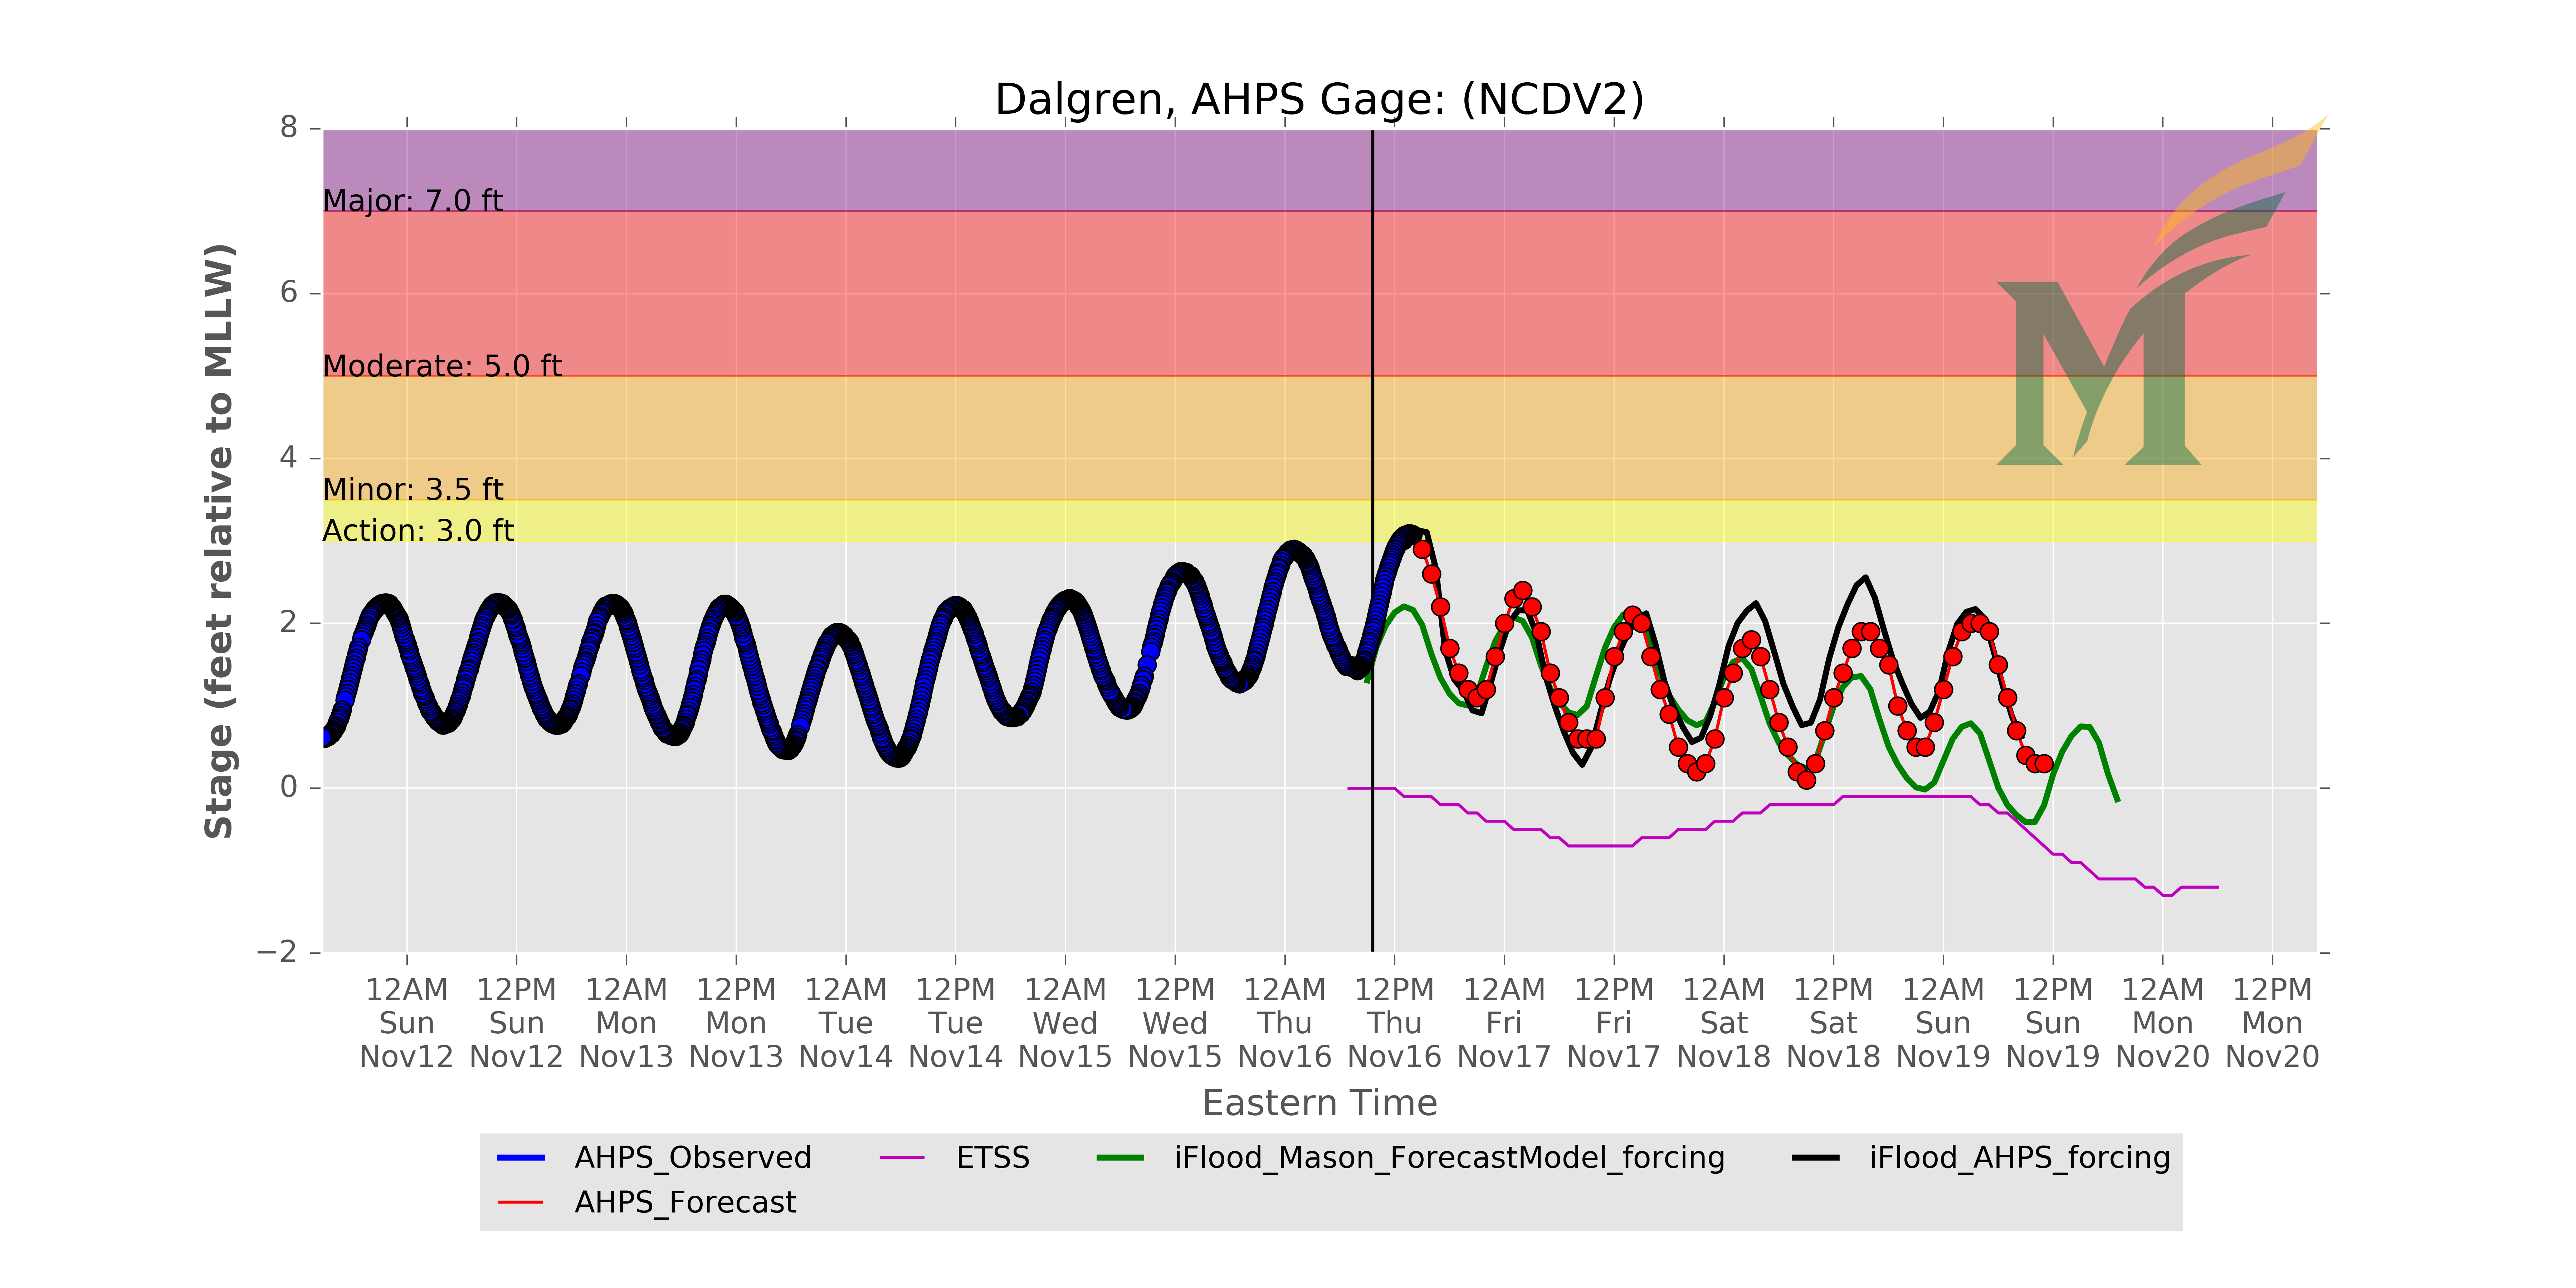 Dalgren, AHPS Gage: (NCDV2)
8
6
4
2
0
−2
Stage (feet relative to MLLW)
Major: 7.0 ft
Moderate: 5.0 ft
Minor: 3.5 ft
Action: 3.0 ft
M
12AM 12PM 12AM 12PM 12AM 12PM 12AM 12PM 12AM 12PM 12AM 12PM 12AM 12PM 12AM 12PM 12AM 12PM
Sun Sun Mon Mon Tue Tue Wed Wed Thu Thu Fri Fri Sat Sat Sun Sun Mon Mon
Nov12 Nov12 Nov13 Nov13 Nov14 Nov14 Nov15 Nov15 Nov16 Nov16 Nov17 Nov17 Nov18 Nov18 Nov19 Nov19 Nov20 Nov20
Eastern Time
AHPS_Observed ETSS iFlood_Mason_ForecastModel_forcing iFlood_AHPS_forcing
AHPS_Forecast